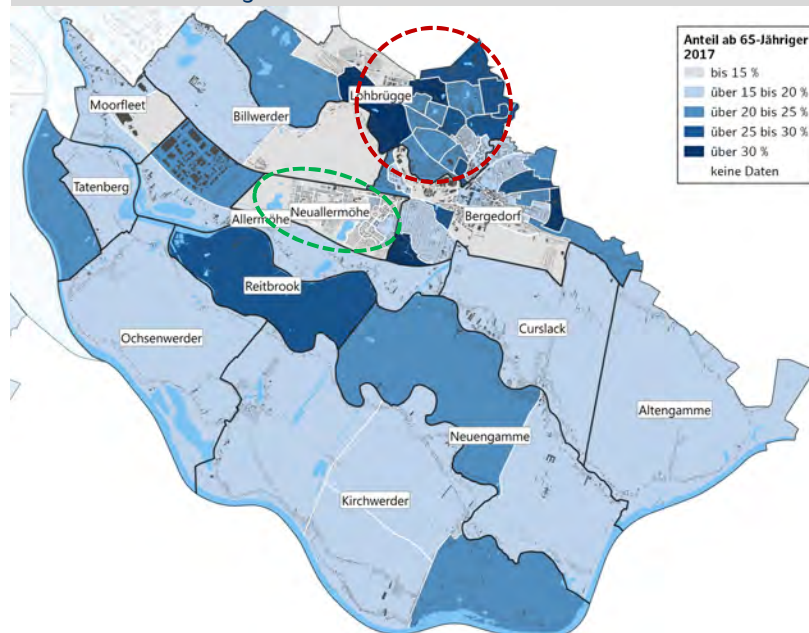 Anteil ab 65-Jähriger
2017
bis 15 %
über 15 bis 20 %
über 20 bis 25 %
über 25 bis 30 %
über 30 %
keine Daten
Lohbrügge
Moorfleet
Billwerder
Tatenberg
Neuallermöhe
Allermöhe
Bergedorf
Reitbrook
Curslack
Ochsenwerder
Altengamme
Neuengamme
Kirchwerder